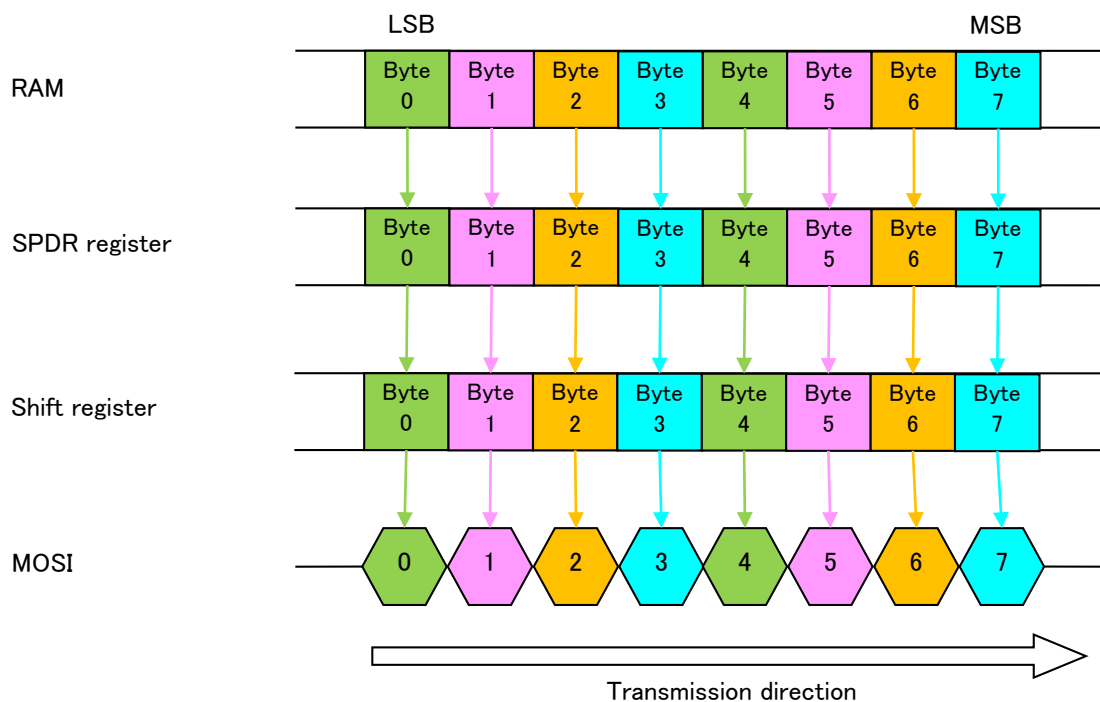 LSB MSB
RAM
Byte Byte Byte Byte Byte Byte Byte Byte
0 1 2 3 4 5 6 7
SPDR register
Byte Byte Byte Byte Byte Byte Byte Byte
0 1 2 3 4 5 6 7
Shift register
Byte Byte Byte Byte Byte Byte Byte Byte
0 1 2 3 4 5 6 7
MOSI
0 1 2 3 4 5 6 7
Transmission direction